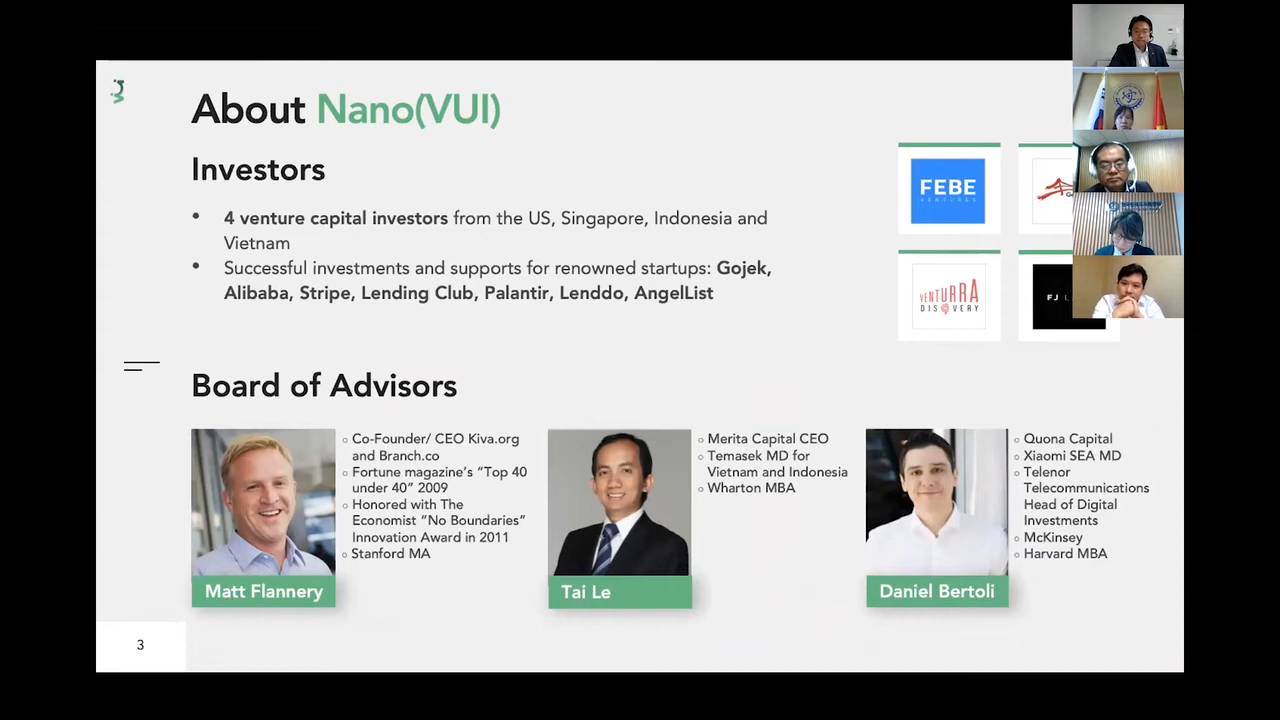 About Nano(VUI)
Investors
• 4 venture capital investors from the US, Singapore, Indonesia and
Vietnam
• Successful investments and supports for renowned startups: Gojek,
Alibaba, Stripe, Lending Club, Palantir, Lenddo, AngelList
FEBE
VENTURES
VENTURRA
DISCOVERY
FJ
Board of Advisors
Co-Founder/ CEO Kiva.org
and Branch.co
Fortune magazine's “Top 40
under 40” 2009
Honored with The
Economist “No Boundaries”
Innovation Award in 2011
Stanford MA
Matt Flannery
Merita Capital CEO
Temasek MD for
Vietnam and Indonesia
Wharton MBA
Tai Le
Quona Capital
Xiaomi SEA MD
Telenor
Telecommunications
Head of Digital
Investments
McKinsey
Harvard MBA
Daniel Bertoli
3